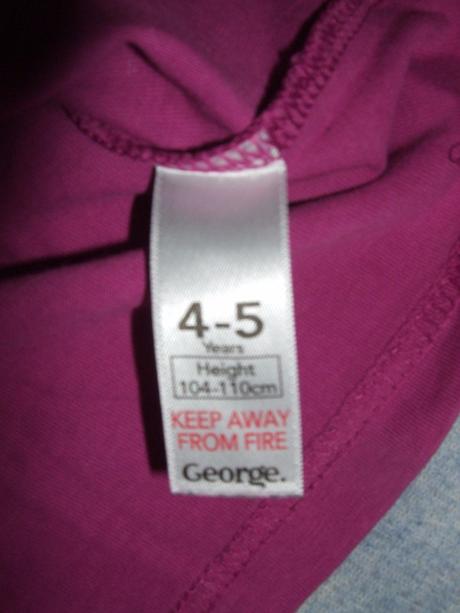 4-5
Years
Height
104-110cm
KEEP AWAY
FROM FIRE
George.